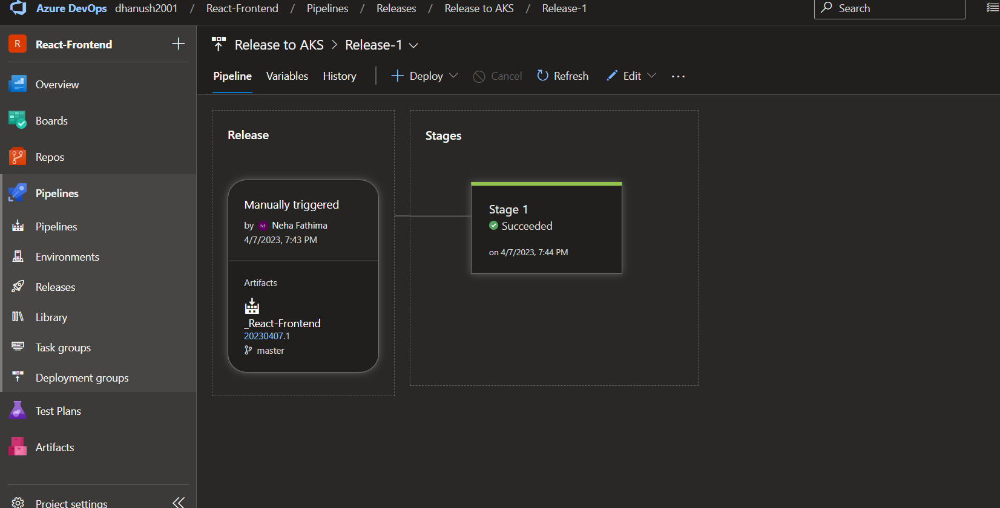 Azure DevOps dhanush2001 / React-Frontend / Pipelines / Releases / Release to AKS / Release-1
Search
R React-Frontend
Overview
Boards
Repos
Pipelines
Pipelines
Environments
Releases
Library
Task groups
Deployment groups
Test Plans
Artifacts
Project settings
Release to AKS > Release-1
Pipeline Variables History Deploy Cancel Refresh Edit ...
Release
Manually triggered
by NF Neha Fathima
4/7/2023, 7:43 PM
Artifacts
_React-Frontend
20230407.1
master
Stages
Stage 1
Succeeded
on 4/7/2023, 7:44 PM